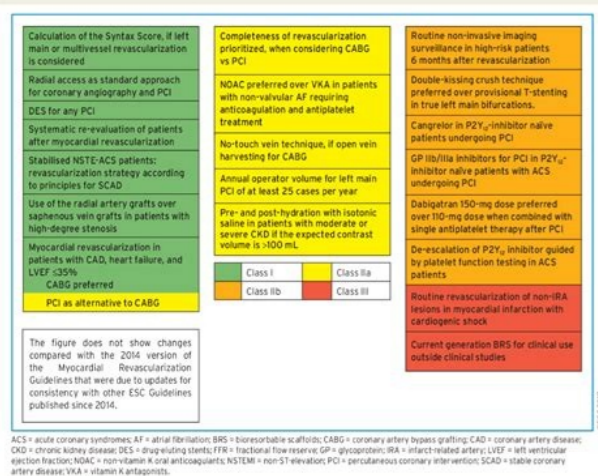 Calculation of the Syntax Score, if left
main or multivessel revascularization
is considered
Radial access as standard approach
for coronary angiography and PCI
DES for any PCI
Systematic re-evaluation of patients
after myocardial revascularization
Stabilised NSTE-ACS patients:
revascularization strategy according
to principles for SCAD
Use of the radial artery grafts over
saphenous vein grafts in patients with
high-degree stenosis
Myocardial revascularization in
patients with CAD, heart failure, and
LVEF ≤35%
CABG preferred
PCI as alternative to CABG
The figure does not show changes
compared with the 2014 version of
the Myocardial Revascularization
Guidelines that were due to updates for
consistency with other ESC Guidelines
published since 2014.
Completeness of revascularization
prioritized, when considering CABG
vs PCI
NOAC preferred over VKA in patients
with non-valvular AF requiring
anticoagulation and antiplatelet
treatment
No-touch vein technique, if open vein
harvesting for CABG
Annual operator volume for left main
PCI of at least 25 cases per year
Pre- and post-hydration with isotonic
saline in patients with moderate or
severe CKD if the expected contrast
volume is >100 mL
Class I
Class IIa
Class IIb
Class III
Routine non-invasive imaging
surveillance in high-risk patients
6 months after revascularization
Double-kissing crush technique
preferred over provisional T-stenting
in true left main bifurcations.
Cangrelor in P2Y₁₂-inhibitor naïve
patients undergoing PCI
GP IIb/IIIa inhibitors for PCI in P2Y₁₂-
inhibitor naïve patients with ACS
undergoing PCI
Dabigatran 150-mg dose preferred
over 110-mg dose when combined with
single antiplatelet therapy after PCI
De-escalation of P2Y₁₂ inhibitor guided
by platelet function testing in ACS
patients
Routine revascularization of non-IRA
lesions in myocardial infarction with
cardiogenic shock
Current generation BRS for clinical use
outside clinical studies
ACS = acute coronary syndromes; AF = atrial fibrillation; BRS = bioresorbable scaffolds; CABG = coronary artery bypass grafting; CAD = coronary artery disease;
CKD = chronic kidney disease; DES = drug-eluting stents; FFR = fractional flow reserve; GP = glycoprotein; IRA = infarct-related artery; LVEF = left ventricular
ejection fraction; NOAC = non-vitamin K oral anticoagulants; NSTEMI = non-ST-elevation; PCI = percutaneous coronary intervention; SCAD = stable coronary
artery disease; VKA = vitamin K antagonists.